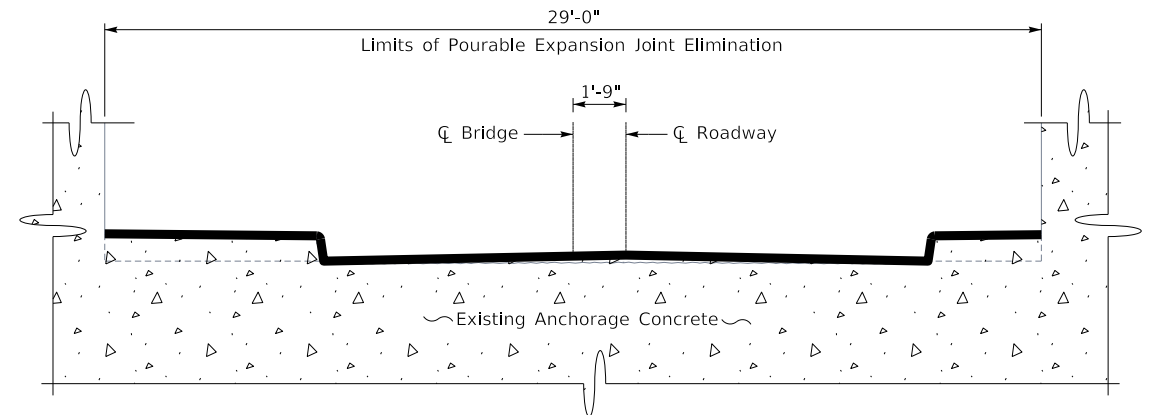 29'-0"
Limits of Pourable Expansion Joint Elimination
1'-9"
℄ Bridge
℄ Roadway
Existing Anchorage Concrete